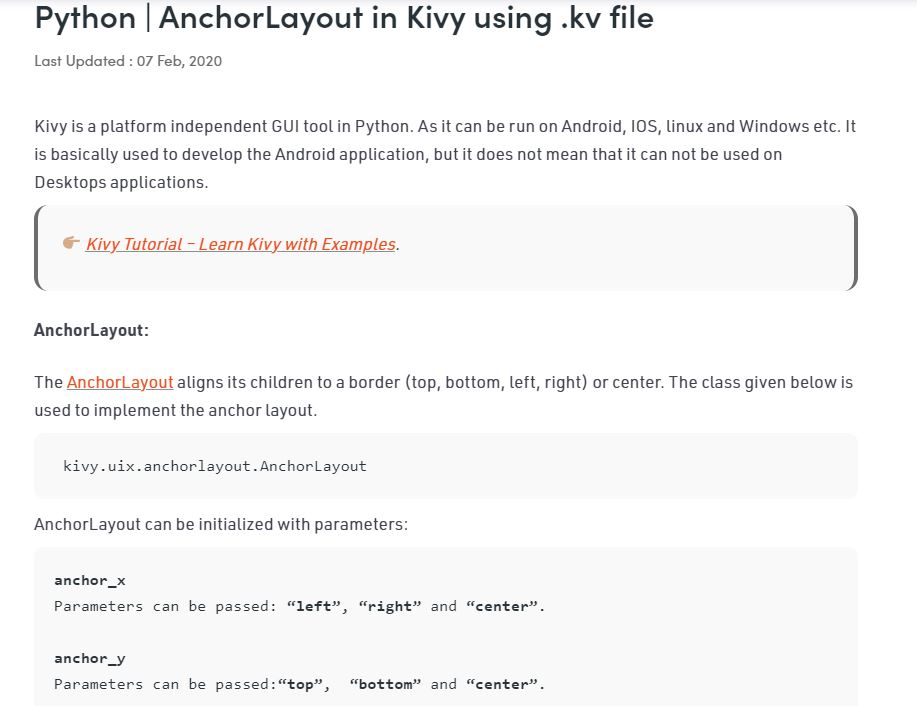 Python | AnchorLayout in Kivy using .kv file
Last Updated : 07 Feb, 2020
Kivy is a platform independent GUI tool in Python. As it can be run on Android, IOS, linux and Windows etc. It
is basically used to develop the Android application, but it does not mean that it can not be used on
Desktops applications.
👉🏽 Kivy Tutorial – Learn Kivy with Examples.
AnchorLayout:
The AnchorLayout aligns its children to a border (top, bottom, left, right) or center. The class given below is
used to implement the anchor layout.
kivy.uix.anchorlayout.AnchorLayout
AnchorLayout can be initialized with parameters:
anchor_x
Parameters can be passed: “left”, “right” and “center”.
anchor_y
Parameters can be passed:“top”,  “bottom” and “center”.